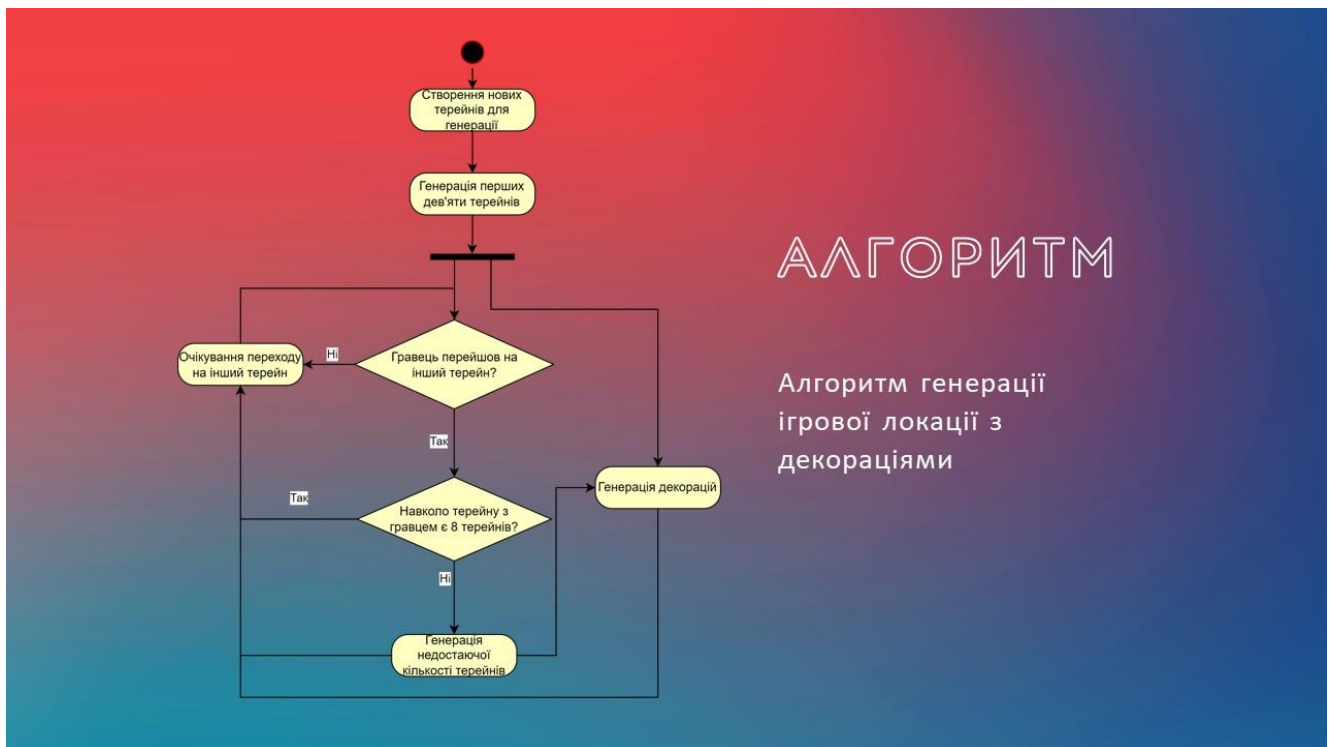 Створення нових
терейнів для
генерації
Генерація перших
дев'яти терейнів
АЛГОРИТМ
Очікування переходу
на інший терейн
Ні
Гравець перейшов на
інший терейн?
Алгоритм генерації
ігрової локації з
декораціями
Так
Так
Навколо терейну з
гравцем є 8 терейнів?
Генерація декорацій
Ні
Генерація
недостаючої
кількості терейнів